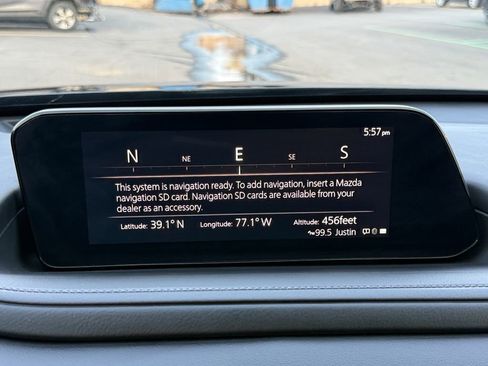 5:57pm
N NE E SE S
This system is navigation ready. To add navigation, insert a Mazda
navigation SD card. Navigation SD cards are available from your
dealer as an accessory.
Latitude: 39.1° N Longitude: 77.1° W Altitude: 456feet
99.5 Justin